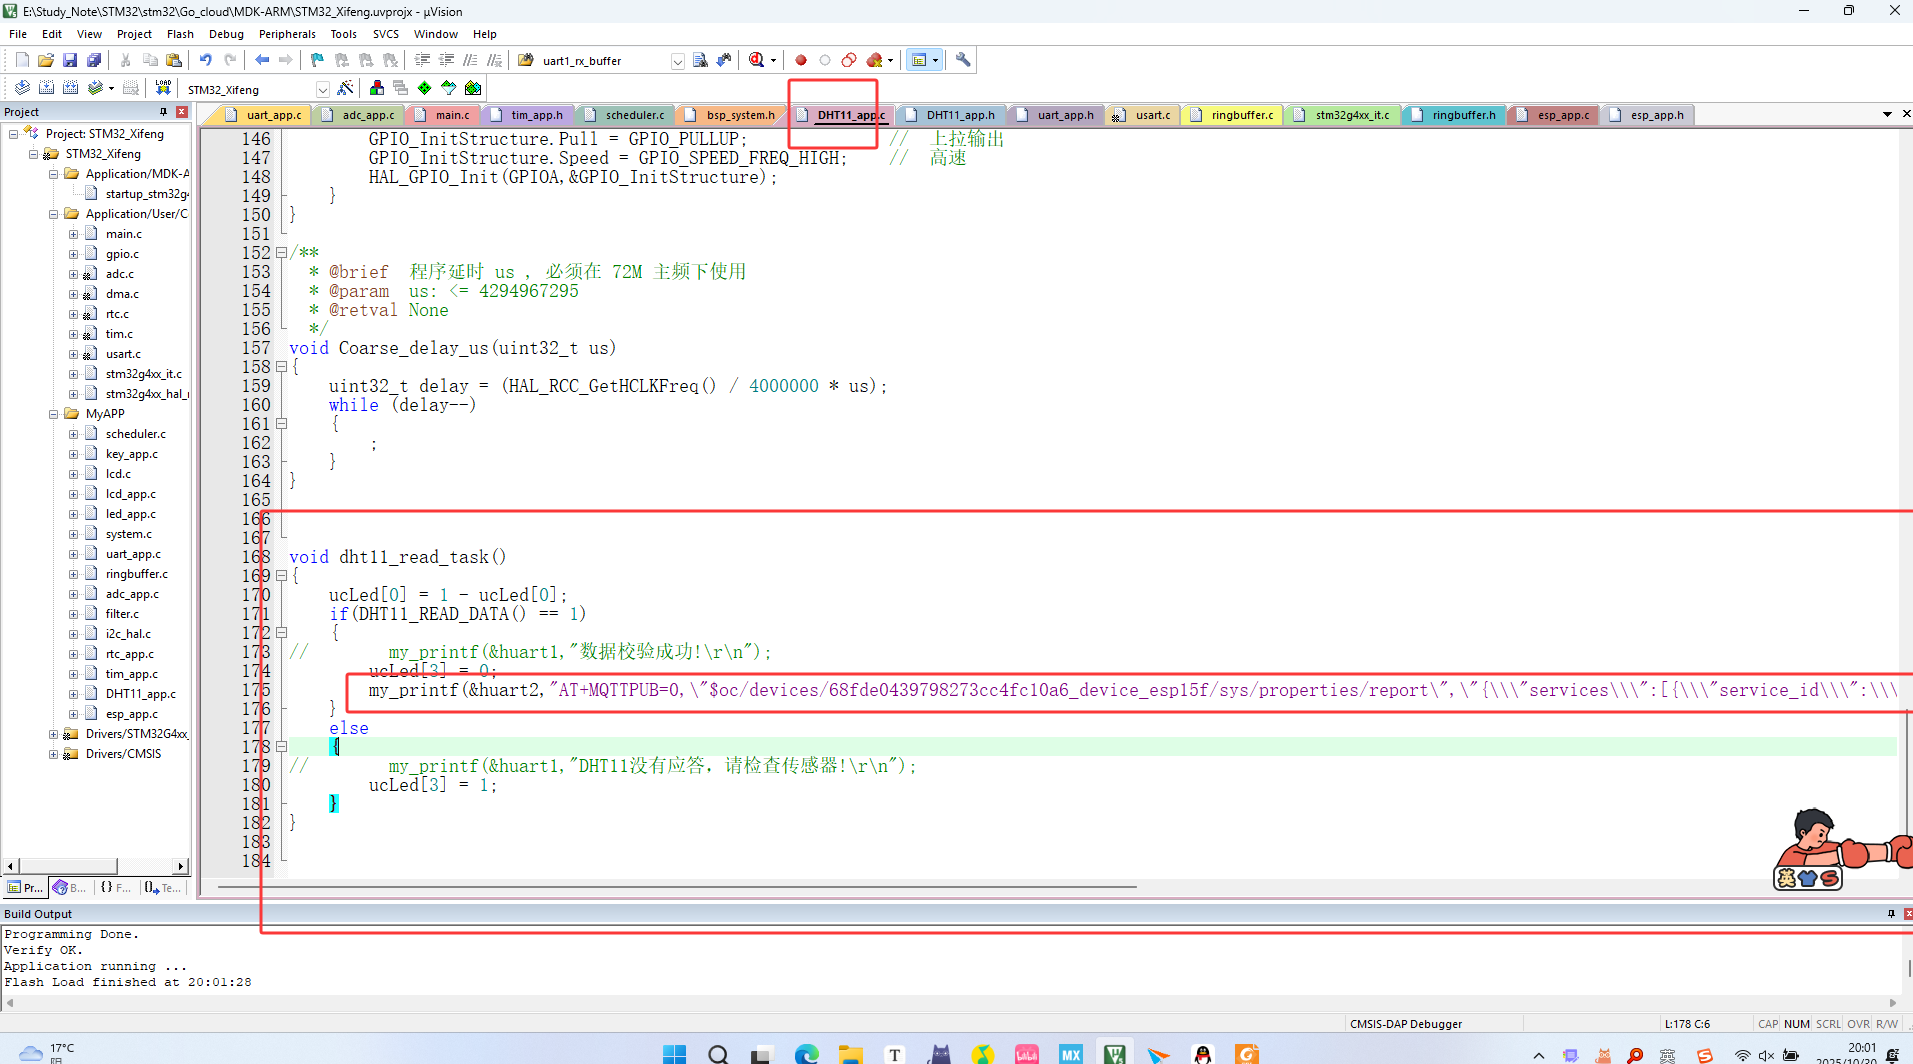 E:\Study_Note\STM32\stm32\Go_cloud\MDK-ARM\STM32_Xifeng.uvprojx - µVision
File Edit View Project Flash Debug Peripherals Tools SVCS Window Help
uart1_rx_buffer
LOAD STM32_Xifeng
Project
uart_app.c adc_app.c main.c tim_app.h scheduler.c bsp_system.h DHT11_app.c DHT11_app.h uart_app.h usart.c ringbuffer.c stm32g4xx_it.c ringbuffer.h esp_app.c esp_app.h
Project: STM32_Xifeng
STM32_Xifeng
Application/MDK-A
startup_stm32g4
Application/User/C
main.c
gpio.c
adc.c
dma.c
rtc.c
tim.c
usart.c
stm32g4xx_it.c
stm32g4xx_hal_
MyAPP
scheduler.c
key_app.c
lcd.c
lcd_app.c
led_app.c
system.c
uart_app.c
ringbuffer.c
adc_app.c
filter.c
i2c_hal.c
rtc_app.c
tim_app.c
DHT11_app.c
esp_app.c
Drivers/STM32G4xx_
Drivers/CMSIS
Pr... B... {} F... Te...
146 GPIO_InitStructure.Pull = GPIO_PULLUP; // 上拉输出
147 GPIO_InitStructure.Speed = GPIO_SPEED_FREQ_HIGH; // 高速
148 HAL_GPIO_Init(GPIOA,&GPIO_InitStructure);
149 }
150 }
151
152 /**
153 * @brief 程序延时 us , 必须在 72M 主频下使用
154 * @param us: <= 4294967295
155 * @retval None
156 */
157 void Coarse_delay_us(uint32_t us)
158 {
159 uint32_t delay = (HAL_RCC_GetHCLKFreq() / 4000000 * us);
160 while (delay--)
161 {
162 ;
163 }
164 }
165
166
167
168 void dht11_read_task()
169 {
170 ucLed[0] = 1 - ucLed[0];
171 if(DHT11_READ_DATA() == 1)
172 {
173 // my_printf(&huart1,"数据校验成功!\r\n");
174 ucLed[3] = 0;
175 my_printf(&huart2,"AT+MQTTPUB=0,\"$oc/devices/68fde0439798273cc4fc10a6_device_esp15f/sys/properties/report\",\"{\\\"services\\\":[{\\\"service_id\\\":\\\
176 }
177 else
178 {
179 // my_printf(&huart1,"DHT11没有应答，请检查传感器!\r\n");
180 ucLed[3] = 1;
181 }
182 }
183
184
英
Build Output
Programming Done.
Verify OK.
Application running ...
Flash Load finished at 20:01:28
CMSIS-DAP Debugger L:178 C:6 CAP NUM SCRL OVR R/W
17°C
阴
T
MX
英
20:01
2025/10/30